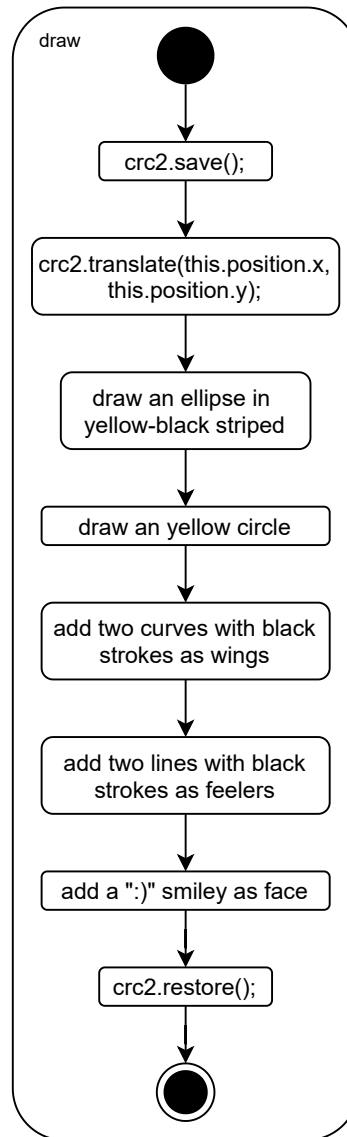 draw
crc2.save();
crc2.translate(this.position.x,
this.position.y);
draw an ellipse in
yellow-black striped
draw an yellow circle
add two curves with black
strokes as wings
add two lines with black
strokes as feelers
add a ":)" smiley as face
crc2.restore();